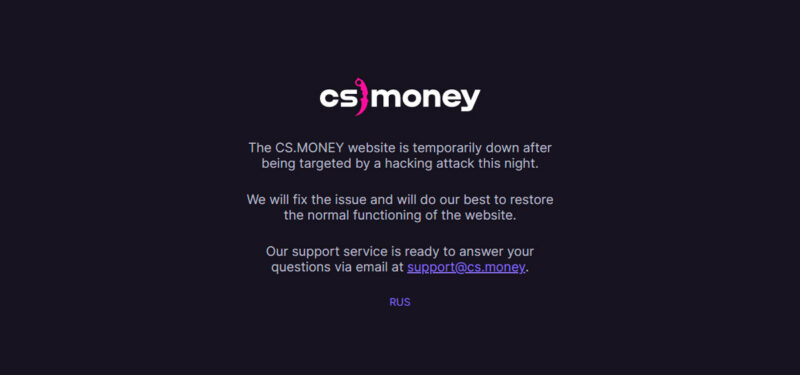 cs money
The CS.MONEY website is temporarily down after
being targeted by a hacking attack this night.
We will fix the issue and will do our best to restore
the normal functioning of the website.
Our support service is ready to answer your
questions via email at support@cs.money.
RUS